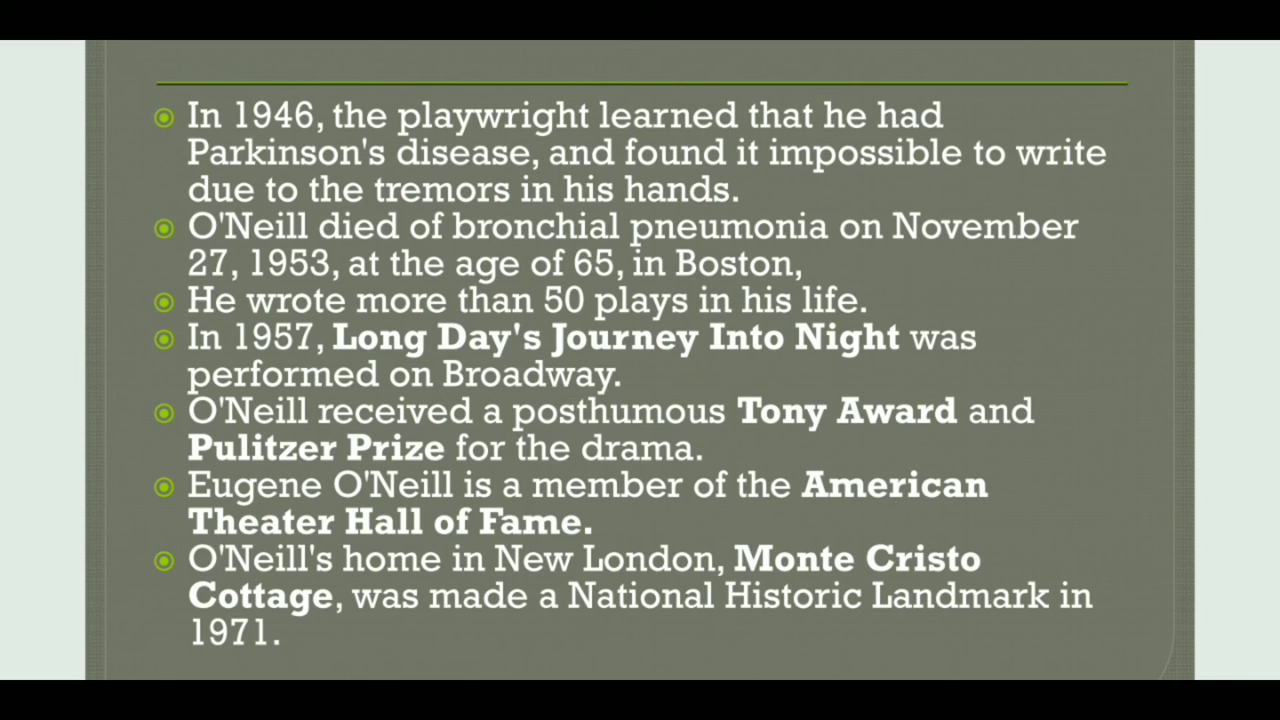 In 1946, the playwright learned that he had
Parkinson's disease, and found it impossible to write
due to the tremors in his hands.
O'Neill died of bronchial pneumonia on November
27, 1953, at the age of 65, in Boston,
He wrote more than 50 plays in his life.
In 1957, Long Day's Journey Into Night was
performed on Broadway.
O'Neill received a posthumous Tony Award and
Pulitzer Prize for the drama.
Eugene O'Neill is a member of the American
Theater Hall of Fame.
O'Neill's home in New London, Monte Cristo
Cottage, was made a National Historic Landmark in
1971.